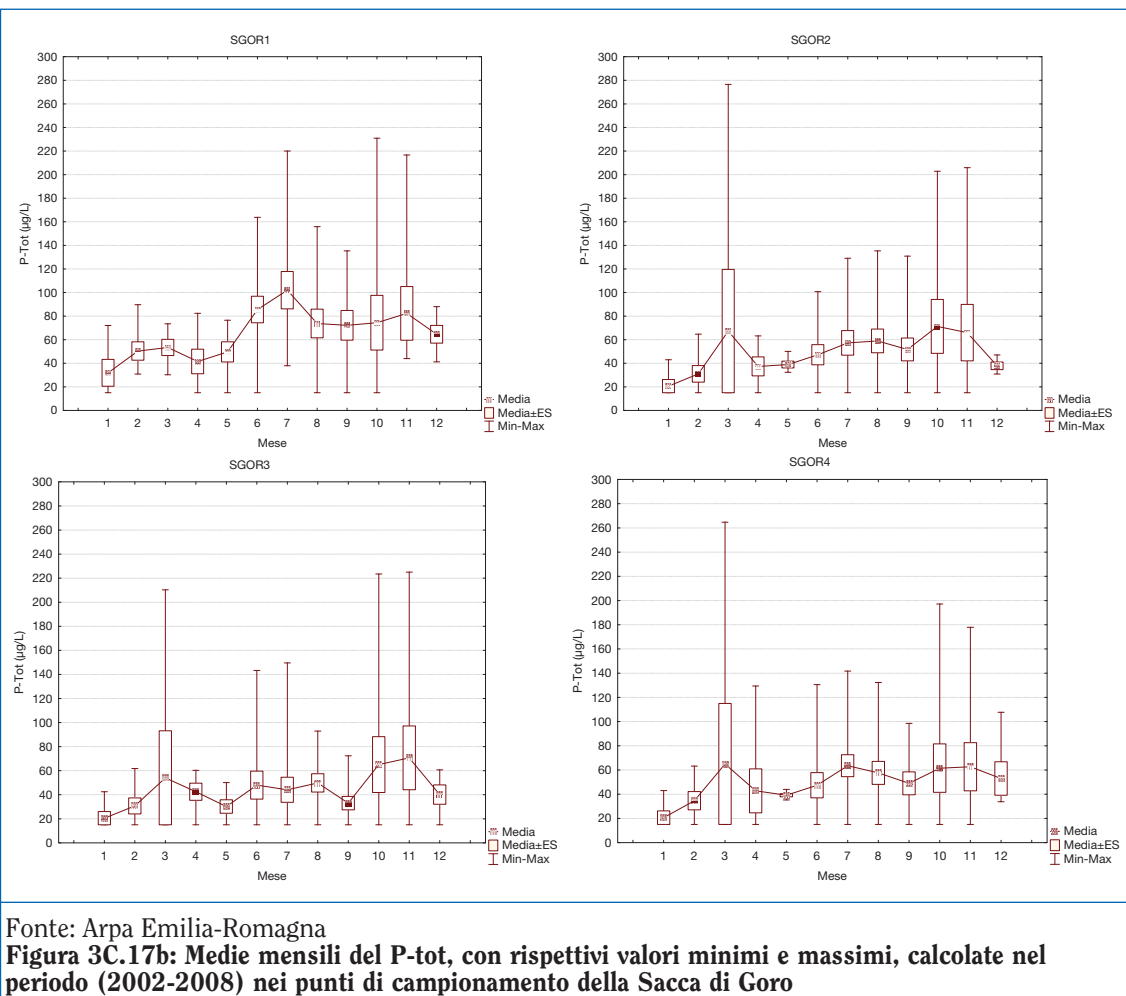 SGOR1
300
280
260
240
220
200
180
160
140
120
100
80
60
40
20
0
P-Tot (µg/L)
1 2 3 4 5 6 7 8 9 10 11 12
Mese
Media
Media±ES
Min-Max
SGOR2
300
280
260
240
220
200
180
160
140
120
100
80
60
40
20
0
P-Tot (µg/L)
1 2 3 4 5 6 7 8 9 10 11 12
Mese
Media
Media±ES
Min-Max
SGOR3
300
280
260
240
220
200
180
160
140
120
100
80
60
40
20
0
P-Tot (µg/L)
1 2 3 4 5 6 7 8 9 10 11 12
Mese
Media
Media±ES
Min-Max
SGOR4
300
280
260
240
220
200
180
160
140
120
100
80
60
40
20
0
P-Tot (µg/L)
1 2 3 4 5 6 7 8 9 10 11 12
Mese
Media
Media±ES
Min-Max
Fonte: Arpa Emilia-Romagna
Figura 3C.17b: Medie mensili del P-tot, con rispettivi valori minimi e massimi, calcolate nel
periodo (2002-2008) nei punti di campionamento della Sacca di Goro